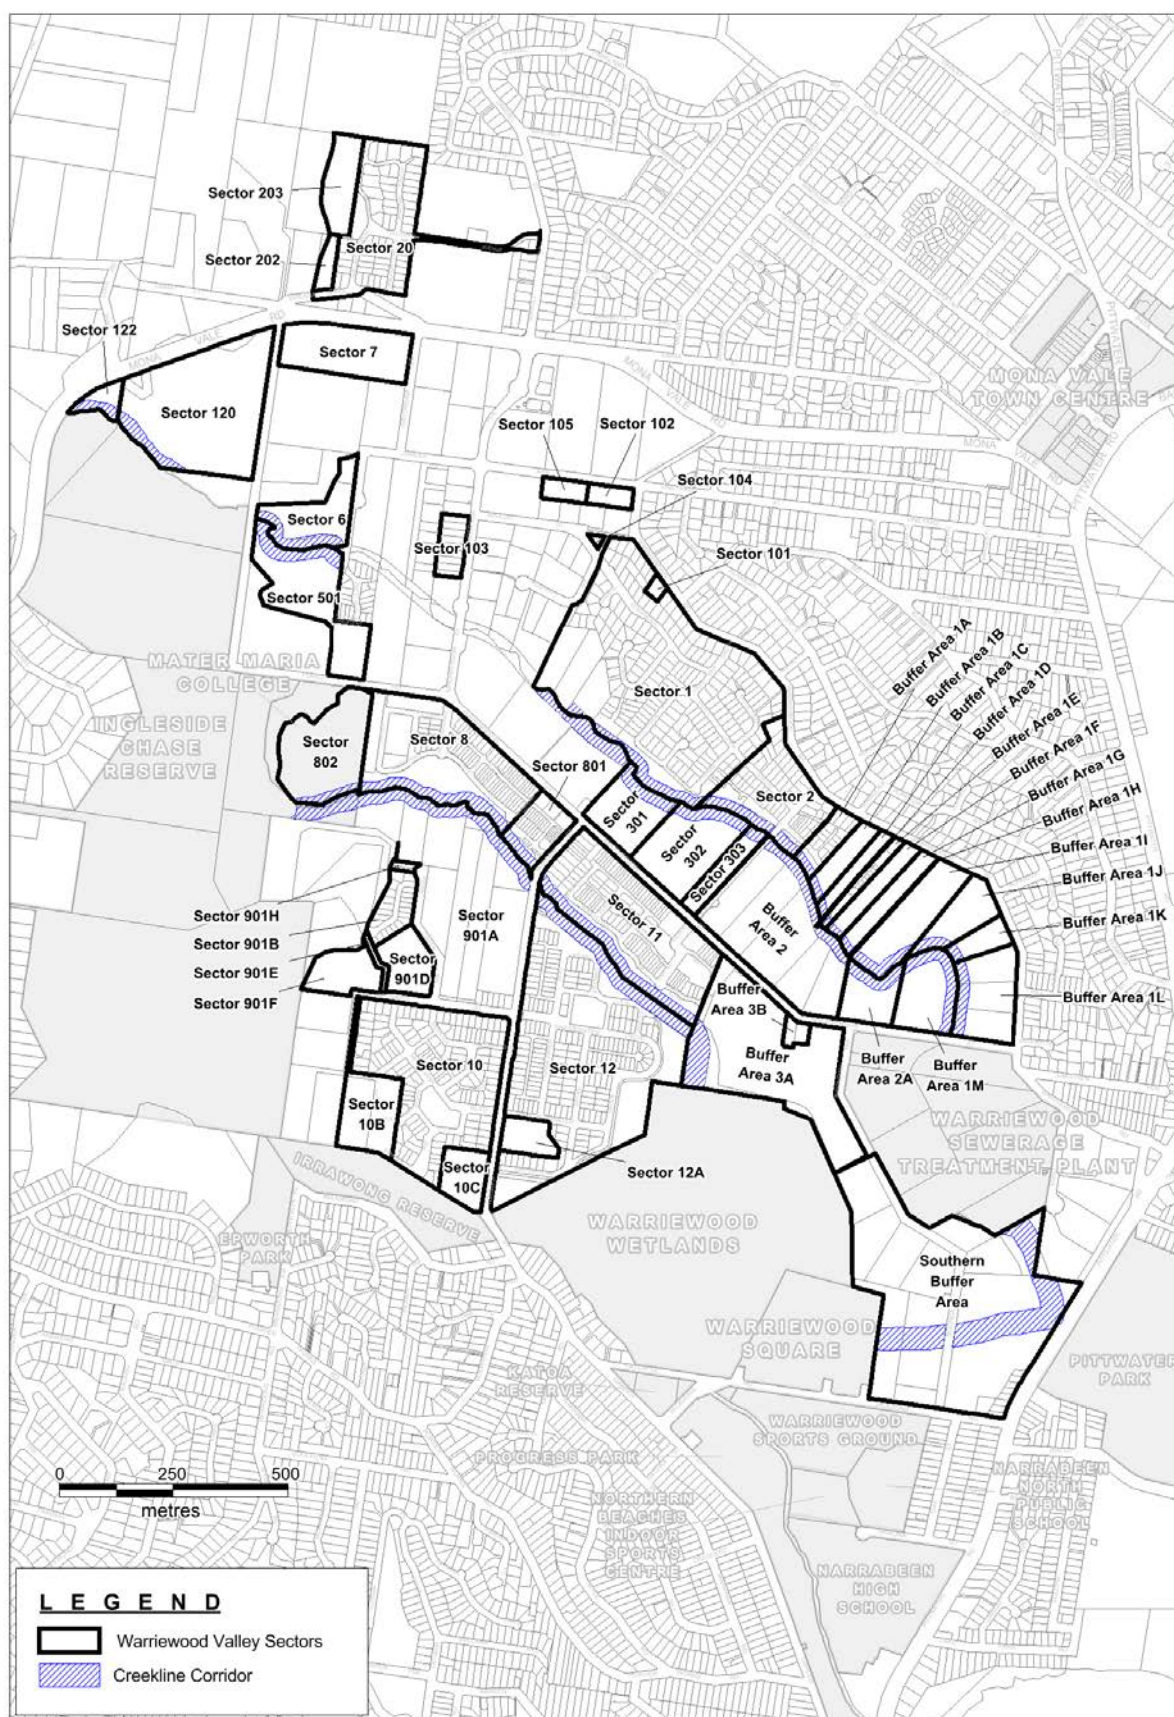 Sector 203
Sector 20
Sector 202
Sector 122
MONA VALE RD
Sector 7
Sector 120
PITTWATER RD
MONA VALE
TOWN CENTRE
MONA VALE RD
MONA
Sector 105
Sector 102
Sector 104
Sector 6
Sector 103
Sector 101
Sector 501
Buffer Area 1A
Buffer Area 1B
Buffer Area 1C
Buffer Area 1D
Buffer Area 1E
Buffer Area 1F
Buffer Area 1G
Buffer Area 1H
Buffer Area 1I
Buffer Area 1J
Buffer Area 1K
Buffer Area 1L
MATER MARIA
COLLEGE
INGLESIDE
CHASE
RESERVE
Sector 1
Sector
802
Sector 8
Sector 801
Sector 2
Sector
301
Sector
302
Sector 303
Sector 901H
Sector 901B
Sector 901E
Sector 901F
Sector
901A
Sector
901D
Sector 11
Buffer
Area 2
Buffer
Area 3B
Buffer
Area 3A
Buffer
Area 2A
Buffer
Area 1M
Sector 10
Sector 12
Sector
10B
Sector
10C
Sector 12A
WARRIEWOOD
SEWERAGE
TREATMENT PLANT
IRRAWONG RESERVE
EPWORTH
PARK
WARRIEWOOD
WETLANDS
Southern
Buffer
Area
WARRIEWOOD
SQUARE
PITTWATER
PARK
KATOA
RESERVE
WARRIEWOOD
SPORTS GROUND
PROGRESS PARK
NARRABEEN
NORTH
PUBLIC
SCHOOL
NORTHERN
BEACHES
INDOOR
SPORTS
CENTRE
NARRABEEN
HIGH
SCHOOL
0 250 500
metres
LEGEND
Warriewood Valley Sectors
Creekline Corridor